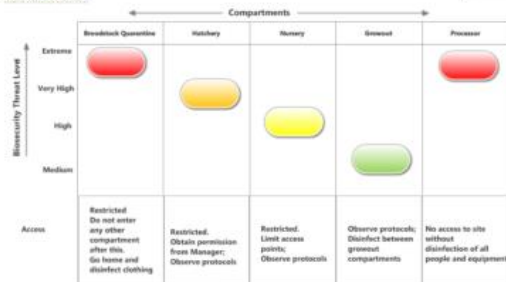 Compartments
Broodstock Quarantine Hatchery Nursery Growout Processor
Biosecurity Threat Level
Extreme
Very High
High
Medium
Access
Restricted
Do not enter
any other
compartment
after this.
Go home and
disinfect clothing
Restricted.
Obtain permission
from Manager;
Observe protocols
Restricted.
Limit access
points;
Observe protocols
Observe protocols;
Disinfect between
growout
compartments
No access to site
without
disinfection of all
people and equipment